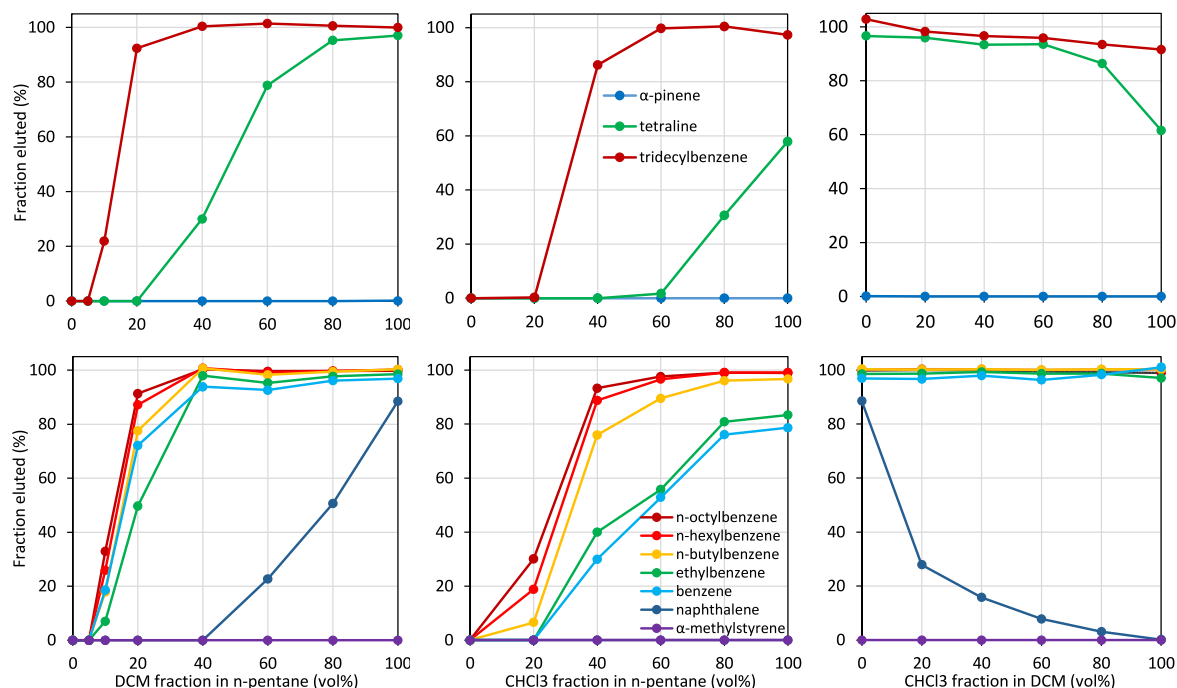 100
80
60
40
20
0
0 20 40 60 80 100
Fraction eluted (%)
100
80
60
40
20
0
0 20 40 60 80 100
α-pinene
tetraline
tridecylbenzene
100
80
60
40
20
0
0 20 40 60 80 100
100
80
60
40
20
0
0 20 40 60 80 100
Fraction eluted (%)
DCM fraction in n-pentane (vol%)
100
80
60
40
20
0
0 20 40 60 80 100
n-octylbenzene
n-hexylbenzene
n-butylbenzene
ethylbenzene
benzene
naphthalene
α-methylstyrene
CHCl3 fraction in n-pentane (vol%)
100
80
60
40
20
0
0 20 40 60 80 100
CHCl3 fraction in DCM (vol%)